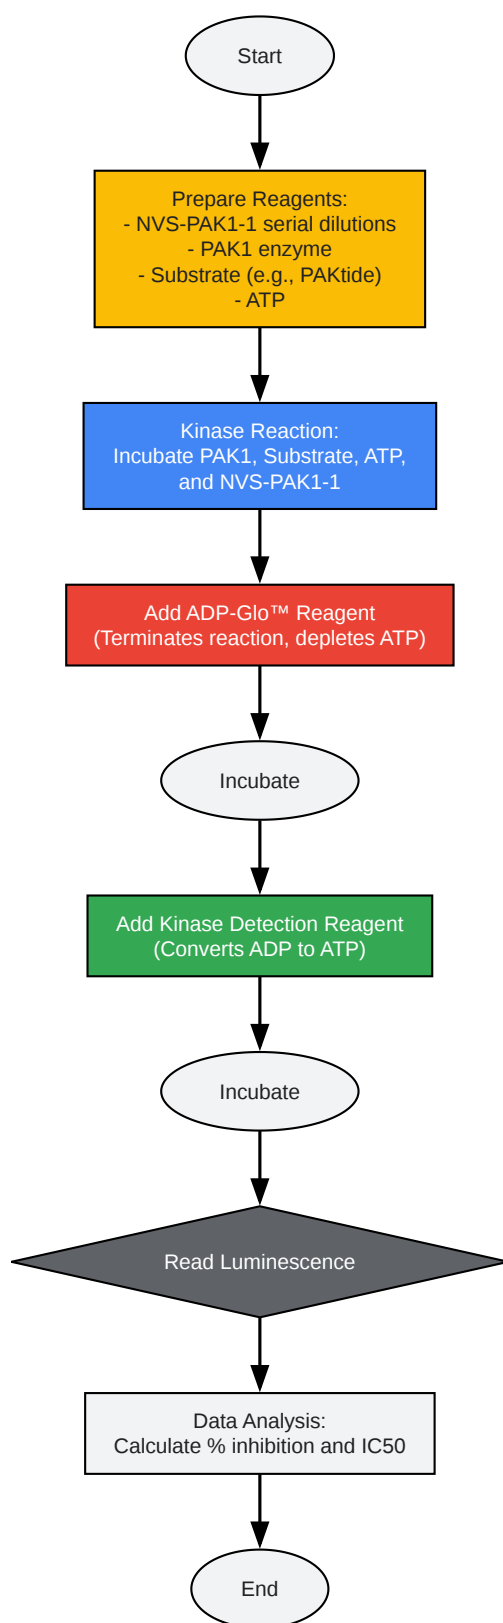 Start
Prepare Reagents:
- NVS-PAK1-1 serial dilutions
- PAK1 enzyme
- Substrate (e.g., PAKtide)
- ATP
Kinase Reaction:
Incubate PAK1, Substrate, ATP,
and NVS-PAK1-1
Add ADP-Glo™ Reagent
(Terminates reaction, depletes ATP)
Incubate
Add Kinase Detection Reagent
(Converts ADP to ATP)
Incubate
Read Luminescence
Data Analysis:
Calculate % inhibition and IC50
End